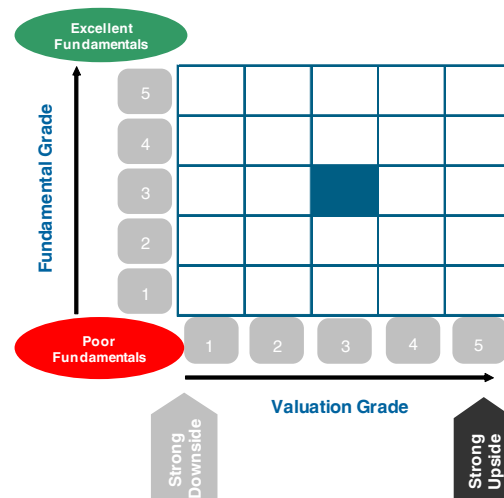 Excellent
Fundamentals
Fundamental Grade
5
4
3
2
1
Poor
Fundamentals
1
2
3
4
5
Valuation Grade
Strong
Downside
Strong
Upside